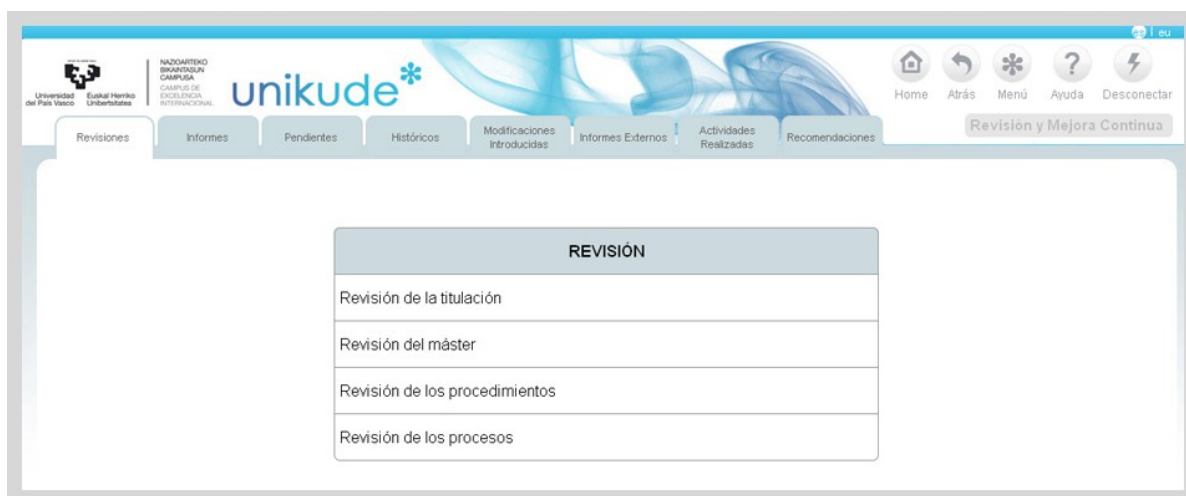 es | eu
Universidad del País Vasco
Euskal Herriko Unibertsitatea
NAZIOARTEKO
BIKAINTASUN
CAMPUSA
CAMPUS DE
EXCELENCIA
INTERNACIONAL
unikude*
Home
Atrás
Menú
Ayuda
Desconectar
Revisión y Mejora Continua
Revisiones
Informes
Pendientes
Históricos
Modificaciones
Introducidas
Informes Externos
Actividades
Realizadas
Recomendaciones
REVISIÓN
Revisión de la titulación
Revisión del máster
Revisión de los procedimientos
Revisión de los procesos